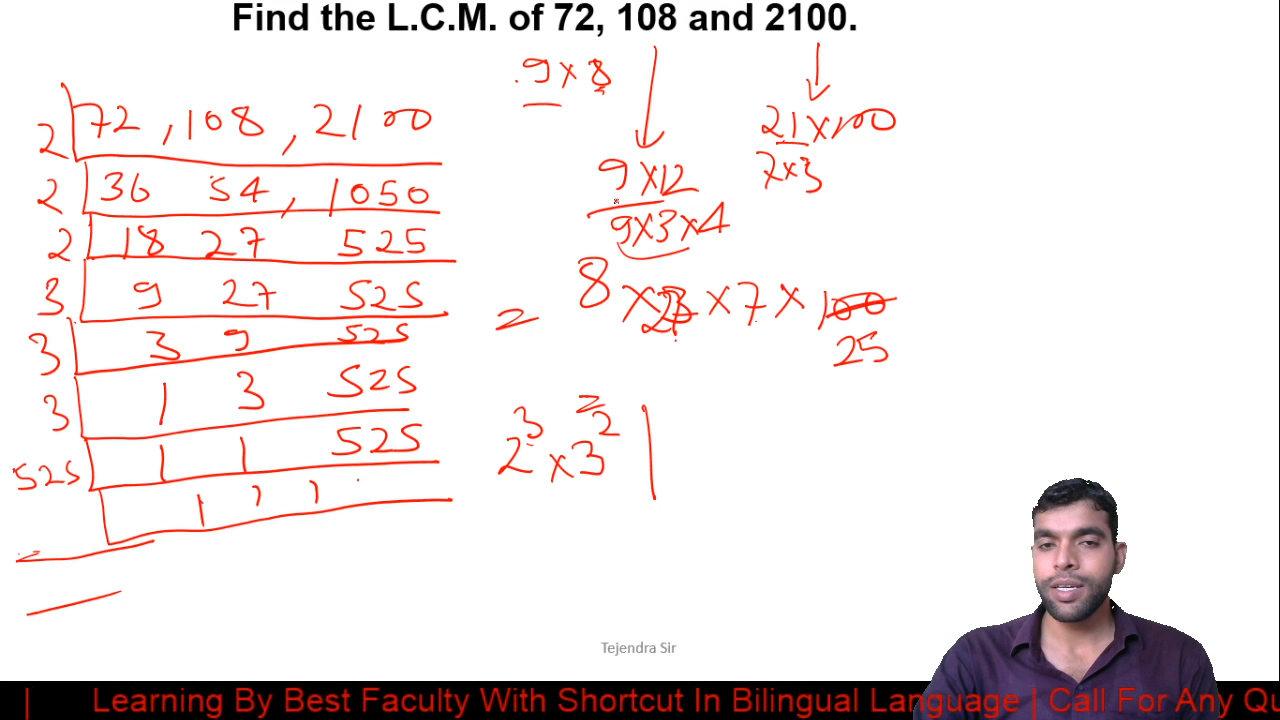 Find the L.C.M. of 72, 108 and 2100.
2 72 , 108 , 2100
2 36 54 , 1050
2 18 27 525
3 9 27 525
3 3 9 525
3 1 3 525
525 1 1 525
1 1 1
9 x 8
9 x 12
9 x 3 x 4
21 x 100
7 x 3
= 8 x 27 x 7 x 100
25
2³ x 3²
Tejendra Sir
| Learning By Best Faculty With Shortcut In Bilingual Language | Call For Any Qu